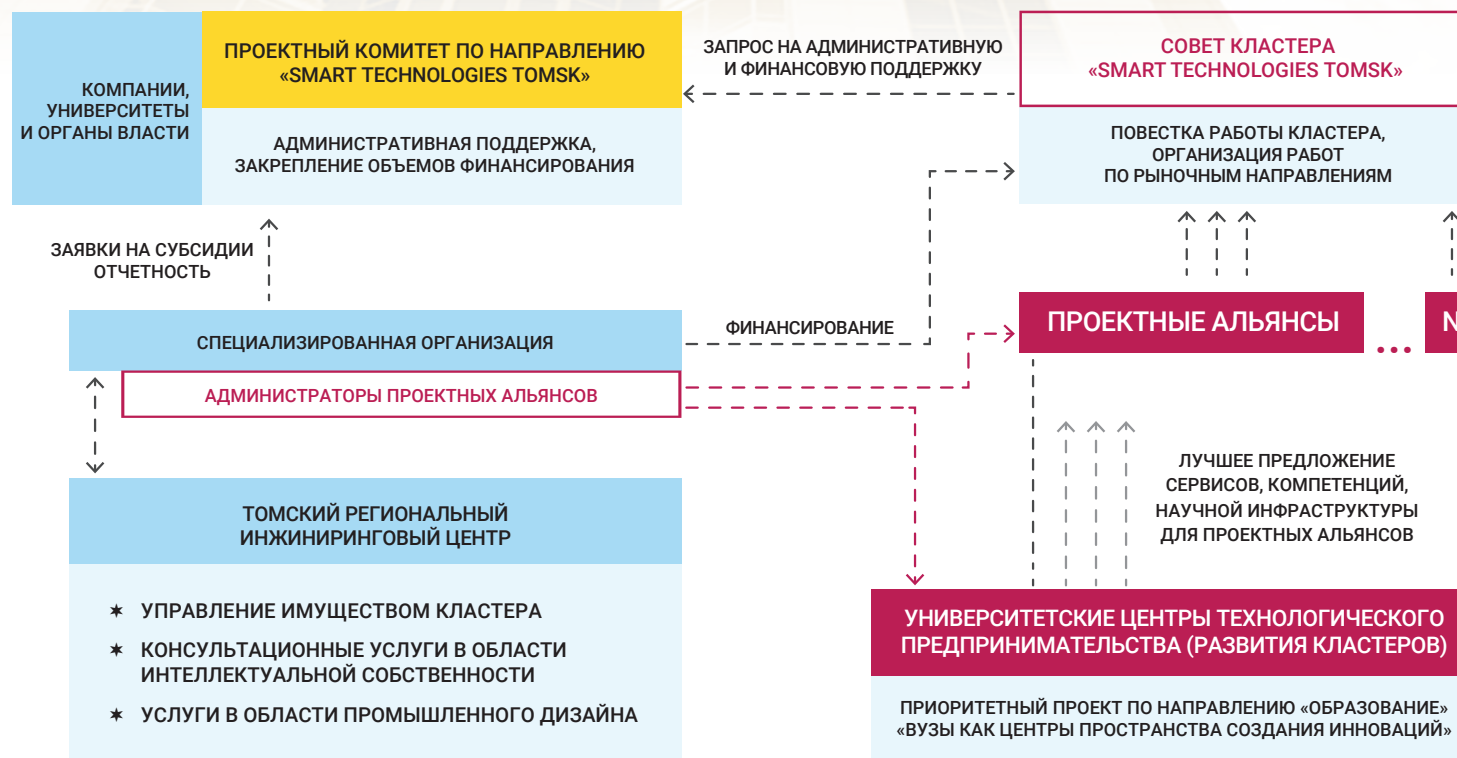 КОМПАНИИ,
УНИВЕРСИТЕТЫ
И ОРГАНЫ ВЛАСТИ
ПРОЕКТНЫЙ КОМИТЕТ ПО НАПРАВЛЕНИЮ
«SMART TECHNOLOGIES TOMSK»
АДМИНИСТРАТИВНАЯ ПОДДЕРЖКА,
ЗАКРЕПЛЕНИЕ ОБЪЕМОВ ФИНАНСИРОВАНИЯ
ЗАПРОС НА АДМИНИСТРАТИВНУЮ
И ФИНАНСОВУЮ ПОДДЕРЖКУ
СОВЕТ КЛАСТЕРА
«SMART TECHNOLOGIES TOMSK»
ПОВЕСТКА РАБОТЫ КЛАСТЕРА,
ОРГАНИЗАЦИЯ РАБОТ
ПО РЫНОЧНЫМ НАПРАВЛЕНИЯМ
ЗАЯВКИ НА СУБСИДИИ
ОТЧЕТНОСТЬ
СПЕЦИАЛИЗИРОВАННАЯ ОРГАНИЗАЦИЯ
АДМИНИСТРАТОРЫ ПРОЕКТНЫХ АЛЬЯНСОВ
ФИНАНСИРОВАНИЕ
ПРОЕКТНЫЕ АЛЬЯНСЫ
...
N
ТОМСКИЙ РЕГИОНАЛЬНЫЙ
ИНЖИНИРИНГОВЫЙ ЦЕНТР
✶ УПРАВЛЕНИЕ ИМУЩЕСТВОМ КЛАСТЕРА
✶ КОНСУЛЬТАЦИОННЫЕ УСЛУГИ В ОБЛАСТИ
ИНТЕЛЛЕКТУАЛЬНОЙ СОБСТВЕННОСТИ
✶ УСЛУГИ В ОБЛАСТИ ПРОМЫШЛЕННОГО ДИЗАЙНА
ЛУЧШЕЕ ПРЕДЛОЖЕНИЕ
СЕРВИСОВ, КОМПЕТЕНЦИЙ,
НАУЧНОЙ ИНФРАСТРУКТУРЫ
ДЛЯ ПРОЕКТНЫХ АЛЬЯНСОВ
УНИВЕРСИТЕТСКИЕ ЦЕНТРЫ ТЕХНОЛОГИЧЕСКОГО
ПРЕДПРИНИМАТЕЛЬСТВА (РАЗВИТИЯ КЛАСТЕРОВ)
ПРИОРИТЕТНЫЙ ПРОЕКТ ПО НАПРАВЛЕНИЮ «ОБРАЗОВАНИЕ»
«ВУЗЫ КАК ЦЕНТРЫ ПРОСТРАНСТВА СОЗДАНИЯ ИННОВАЦИЙ»